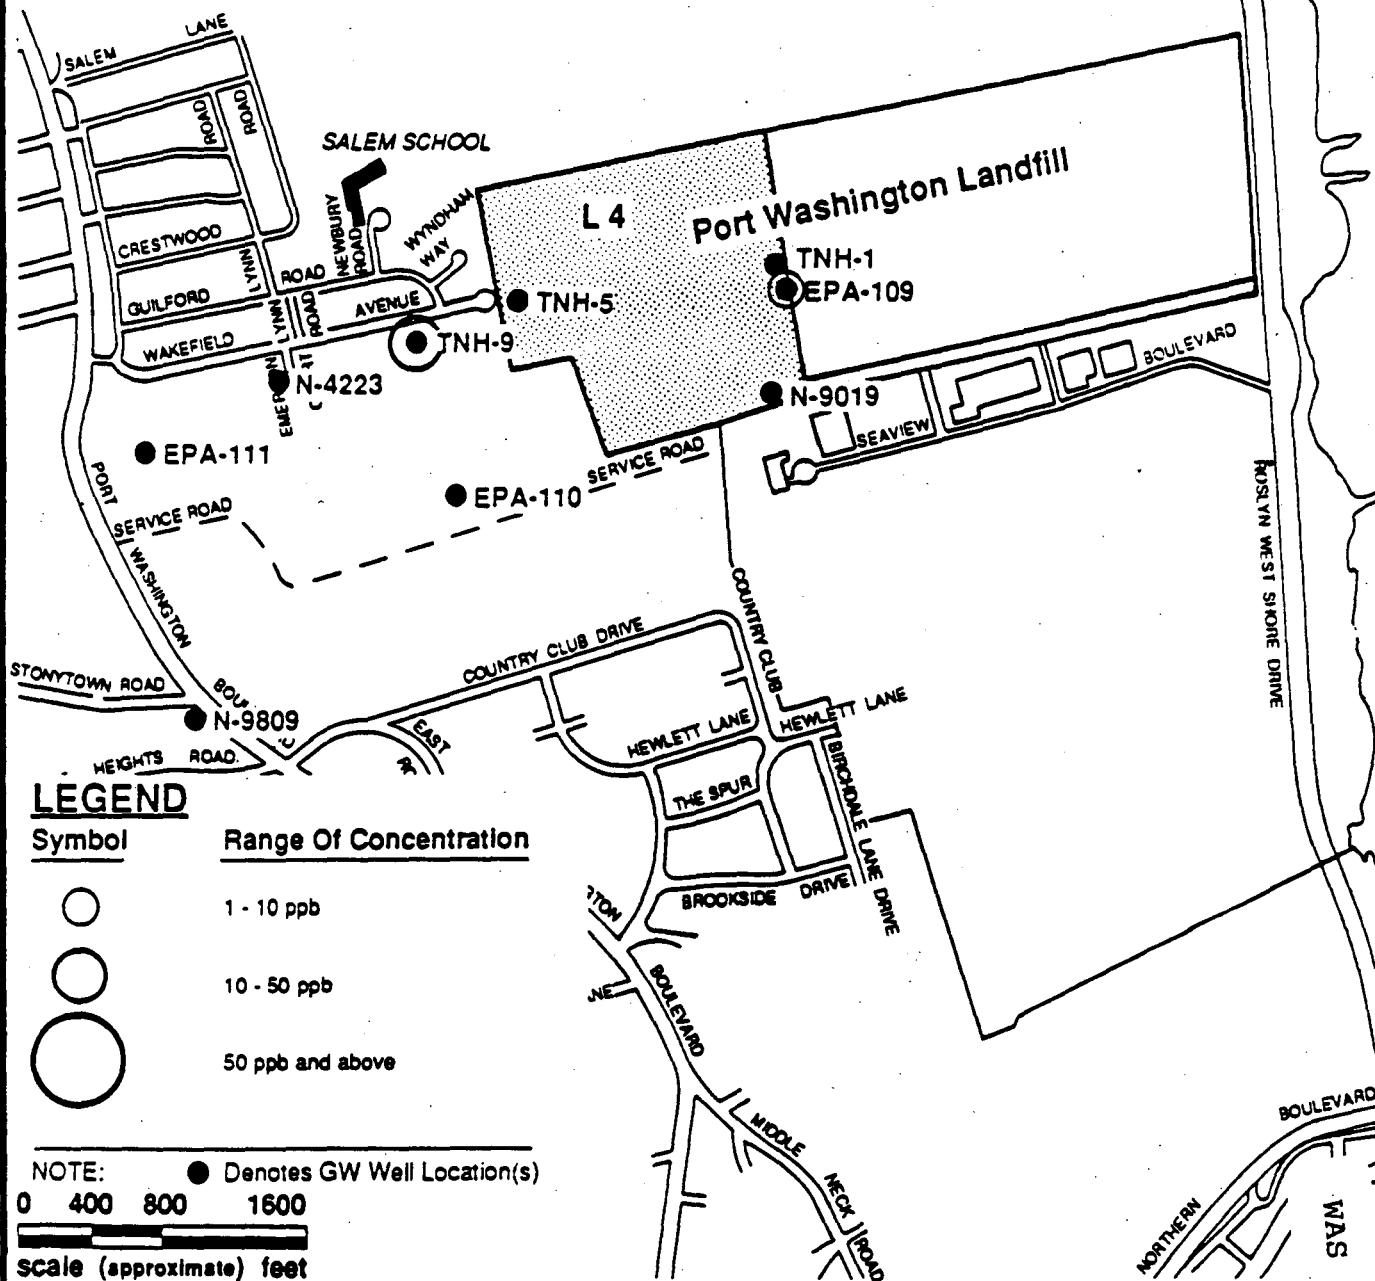 SALEM LANE
ROAD
ROAD
SALEM SCHOOL
CRESTWOOD
LYNN
NEWBURY
ROAD
WYNDHAM
WAY
L 4
Port Washington Landfill
TNH-1
EPA-109
ROAD
GUILFORD
LYNN
ROAD
AVENUE
TNH-5
WAKEFIELD
TNH-9
N-4223
N-9019
BOULEVARD
SEAVIEW
EPA-111
SERVICE ROAD
EPA-110
PORT
SERVICE ROAD
WASHINGTON
ROSLYN WEST SHORE DRIVE
COUNTRY CLUB
COUNTRY CLUB DRIVE
STONYTOWN ROAD
N-9809
EAST
HEWLETT LANE
HEWLETT LANE
HEIGHTS ROAD.
BIRCHDALE LANE DRIVE
THE SPUR
BROOKSIDE DRIVE
LEGEND
Symbol Range Of Concentration
1 - 10 ppb
10 - 50 ppb
50 ppb and above
RTON
BOULEVARD
MIDDLE
NECK
ROAD
BOULEVARD
NORTHERN
WAS
NOTE: Denotes GW Well Location(s)
0 400 800 1600
scale (approximate) feet